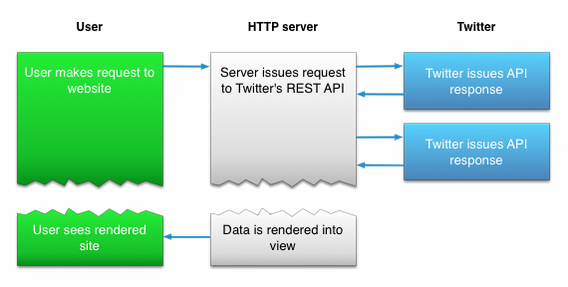 User
HTTP server
Twitter
User makes request to
website
Server issues request
to Twitter's REST API
Twitter issues API
response
Twitter issues API
response
User sees rendered
site
Data is rendered into
view